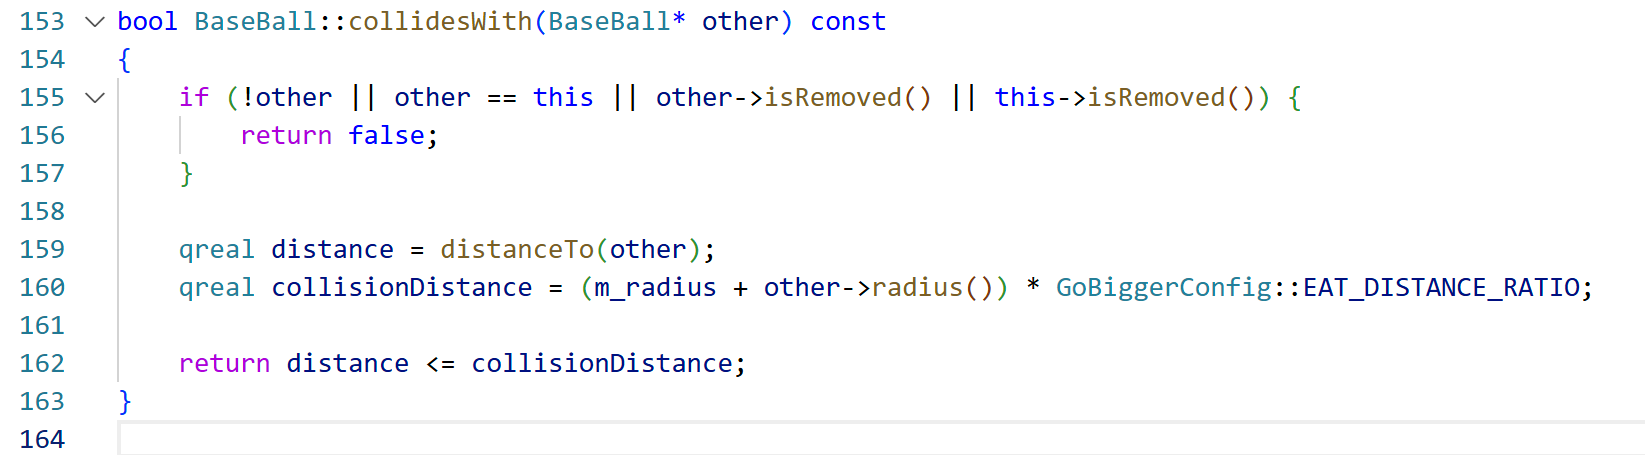 153 bool BaseBall::collidesWith(BaseBall* other) const
154 {
155     if (!other || other == this || other->isRemoved() || this->isRemoved()) {
156         return false;
157     }
158
159     qreal distance = distanceTo(other);
160     qreal collisionDistance = (m_radius + other->radius()) * GoBiggerConfig::EAT_DISTANCE_RATIO;
161
162     return distance <= collisionDistance;
163 }
164